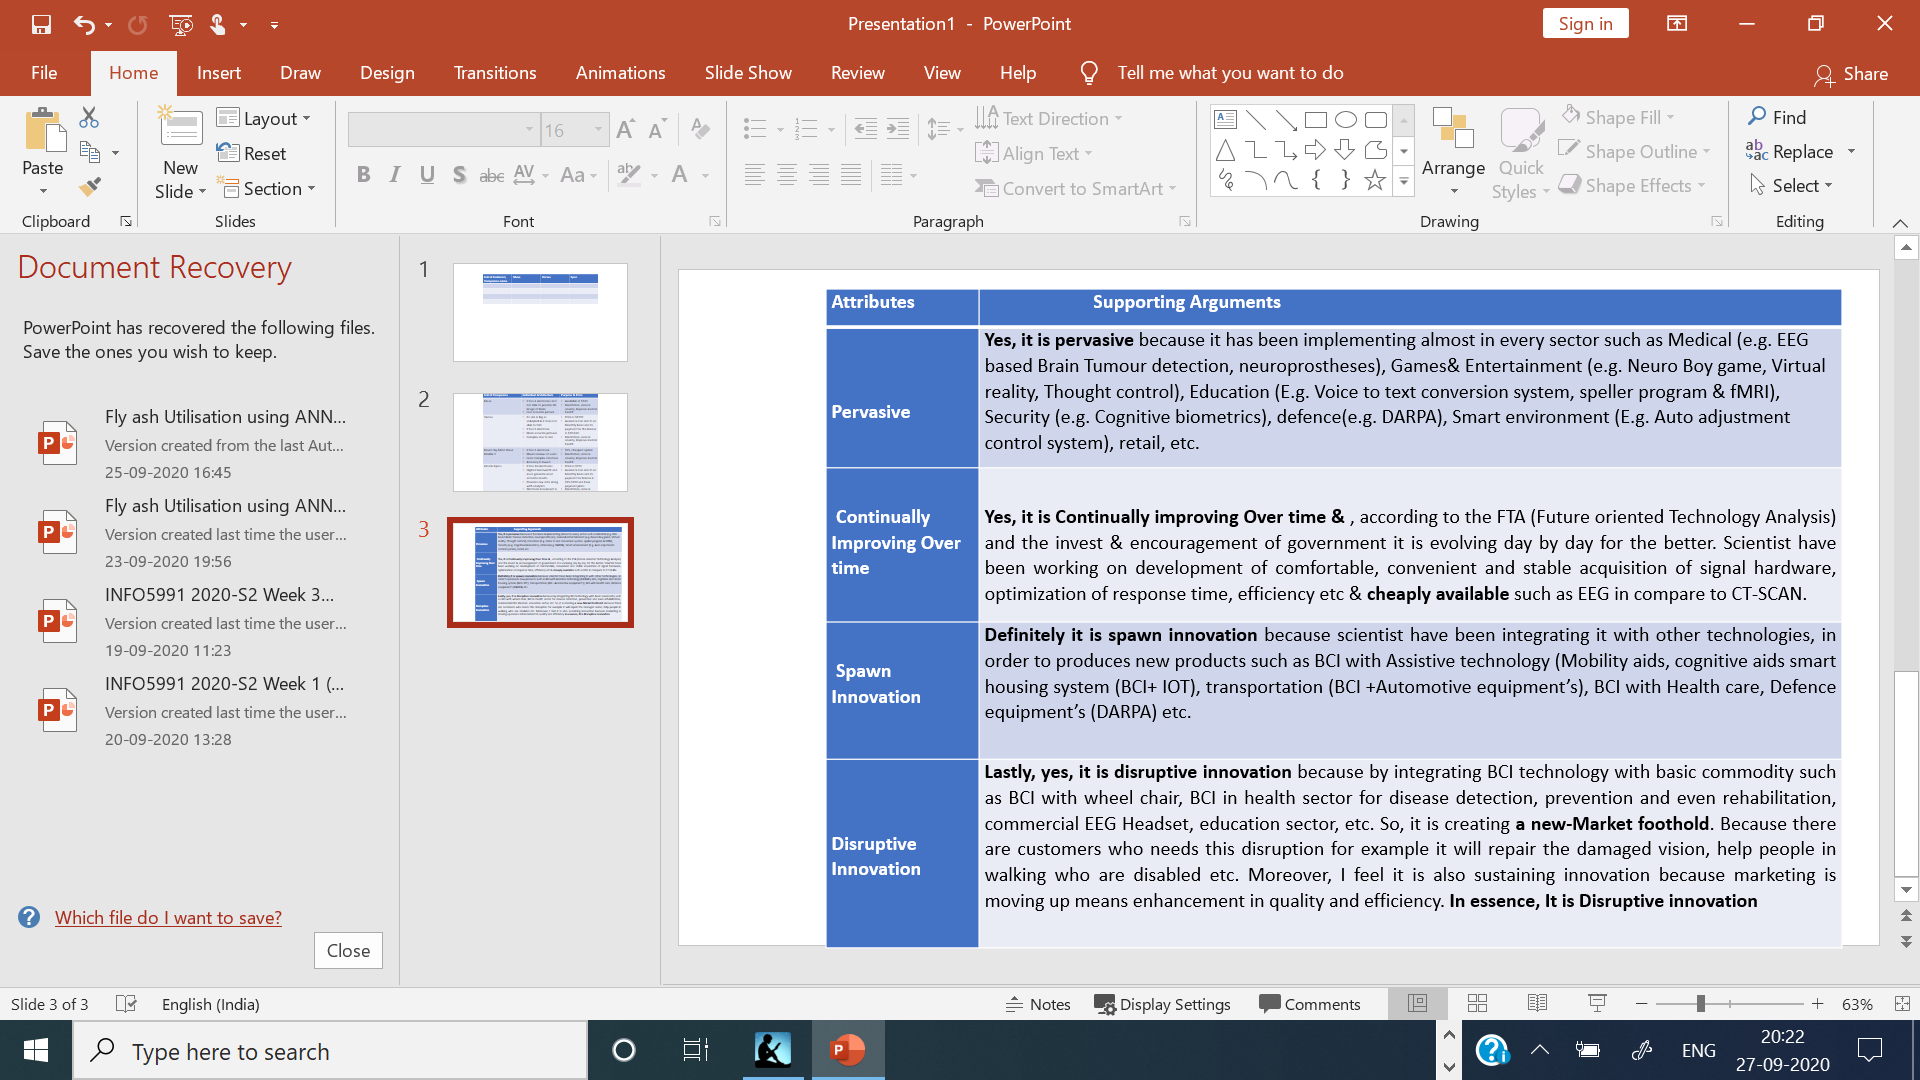 Presentation1 - PowerPoint
Sign in
File Home Insert Draw Design Transitions Animations Slide Show Review View Help Tell me what you want to do Share
Paste
Clipboard
New Slide
Layout
Reset
Section
Slides
16
B I U S abc AV Aa A
Font
Text Direction
Align Text
Convert to SmartArt
Paragraph
Arrange
Quick Styles
Shape Fill
Shape Outline
Shape Effects
Drawing
Find
Replace
Select
Editing
Document Recovery
PowerPoint has recovered the following files.
Save the ones you wish to keep.
Fly ash Utilisation using ANN...
Version created from the last Aut...
25-09-2020 16:45
Fly ash Utilisation using ANN...
Version created last time the user...
23-09-2020 19:56
INFO5991 2020-S2 Week 3...
Version created last time the user...
19-09-2020 11:23
INFO5991 2020-S2 Week 1 (...
Version created last time the user...
20-09-2020 13:28
Which file do I want to save?
Close
1
2
3
Attributes Supporting Arguments
Pervasive
Yes, it is pervasive because it has been implementing almost in every sector such as Medical (e.g. EEG
based Brain Tumour detection, neuroprostheses), Games& Entertainment (e.g. Neuro Boy game, Virtual
reality, Thought control), Education (E.g. Voice to text conversion system, speller program & fMRI),
Security (e.g. Cognitive biometrics), defence(e.g. DARPA), Smart environment (E.g. Auto adjustment
control system), retail, etc.
Continually
Improving Over
time
Yes, it is Continually improving Over time & , according to the FTA (Future oriented Technology Analysis)
and the invest & encouragement of government it is evolving day by day for the better. Scientist have
been working on development of comfortable, convenient and stable acquisition of signal hardware,
optimization of response time, efficiency etc & cheaply available such as EEG in compare to CT-SCAN.
Spawn
Innovation
Definitely it is spawn innovation because scientist have been integrating it with other technologies, in
order to produces new products such as BCI with Assistive technology (Mobility aids, cognitive aids smart
housing system (BCI+ IOT), transportation (BCI +Automotive equipment's), BCI with Health care, Defence
equipment's (DARPA) etc.
Disruptive
Innovation
Lastly, yes, it is disruptive innovation because by integrating BCI technology with basic commodity such
as BCI with wheel chair, BCI in health sector for disease detection, prevention and even rehabilitation,
commercial EEG Headset, education sector, etc. So, it is creating a new-Market foothold. Because there
are customers who needs this disruption for example it will repair the damaged vision, help people in
walking who are disabled etc. Moreover, I feel it is also sustaining innovation because marketing is
moving up means enhancement in quality and efficiency. In essence, It is Disruptive innovation
Slide 3 of 3 English (India) Notes Display Settings Comments 63%
Type here to search
ENG
20:22
27-09-2020